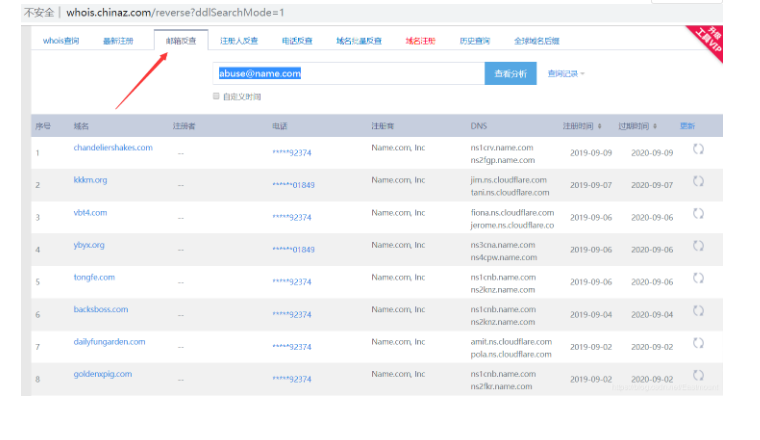 不安全 | whois.chinaz.com/reverse?ddlSearchMode=1
whois查询 最新注册 邮箱反查 注册人反查 电话反查 域名批量反查 域名注册 历史查询 全球域名后缀
升级
工具VIP
abuse@name.com 查看分析 查询记录
自定义时间
序号 域名 注册者 电话 注册商 DNS 注册时间 过期时间 更新
1 chandeliershakes.com --- *****92374 Name.com, Inc ns1crv.name.com 2019-09-09 2020-09-09
ns2fgp.name.com
2 kkkm.org --- ******01849 Name.com, Inc jim.ns.cloudflare.com 2019-09-07 2020-09-07
tani.ns.cloudflare.com
3 vbt4.com --- *****92374 Name.com, Inc fiona.ns.cloudflare.com 2019-09-06 2020-09-06
jerome.ns.cloudflare.co
4 ybyx.org --- ******01849 Name.com, Inc ns3cna.name.com 2019-09-06 2020-09-06
ns4cpw.name.com
5 tongfe.com --- *****92374 Name.com, Inc ns1cnb.name.com 2019-09-06 2020-09-06
ns2knz.name.com
6 backsboss.com --- *****92374 Name.com, Inc ns1cnb.name.com 2019-09-04 2020-09-04
ns2knz.name.com
7 dailyfungarden.com --- *****92374 Name.com, Inc amit.ns.cloudflare.com 2019-09-02 2020-09-02
pola.ns.cloudflare.com
8 goldenxpig.com --- *****92374 Name.com, Inc ns1cnb.name.com 2019-09-02 2020-09-02
ns2fkr.name.com